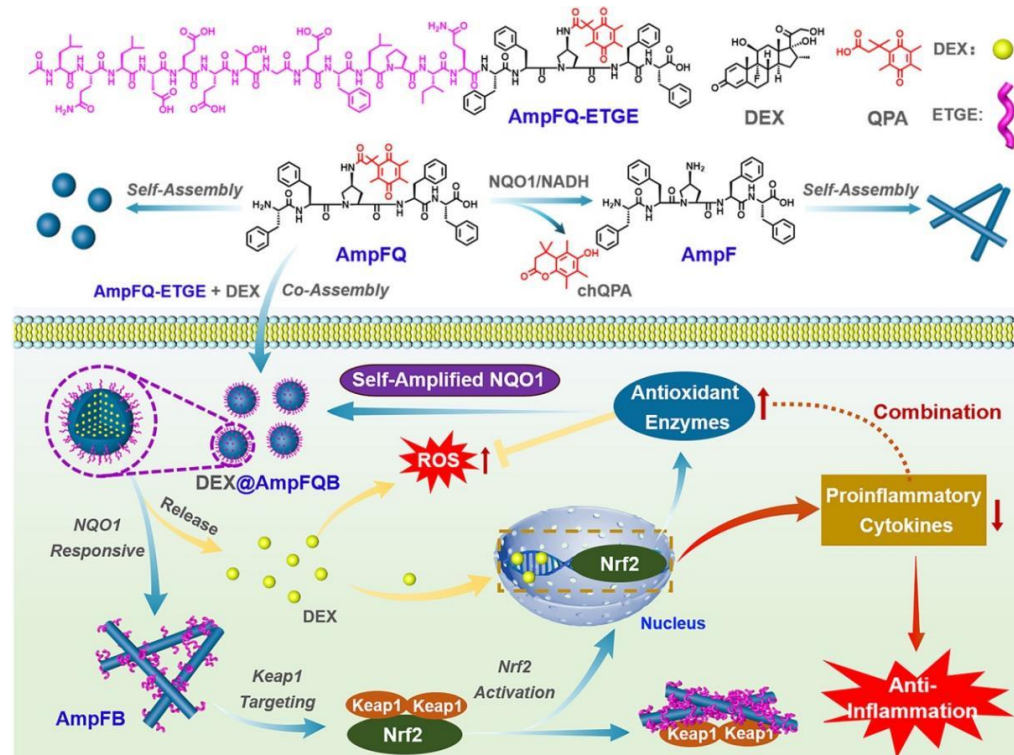 DEX:
AmpFQ-ETGE
DEX
QPA
ETGE:
Self-Assembly
NQO1/NADH
Self-Assembly
AmpFQ
chQPA
AmpF
AmpFQ-ETGE + DEX
Co-Assembly
Self-Amplified NQO1
Antioxidant
Enzymes
Combination
ROS
DEX@AmpFQB
Proinflammatory
Cytokines
NQO1
Responsive
Release
DEX
Nrf2
Nucleus
AmpFB
Keap1
Targeting
Nrf2
Activation
Keap1 Keap1
Nrf2
Keap1 Keap1
Anti-
Inflammation